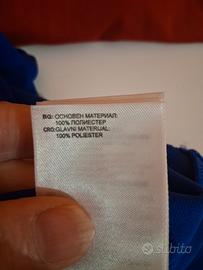 BG: ОСНОВЕН МАТЕРИАЛ:
100% ПОЛИЕСТЕР
CRO: GLAVNI MATERIJAL:
100% POLIESTER
subito